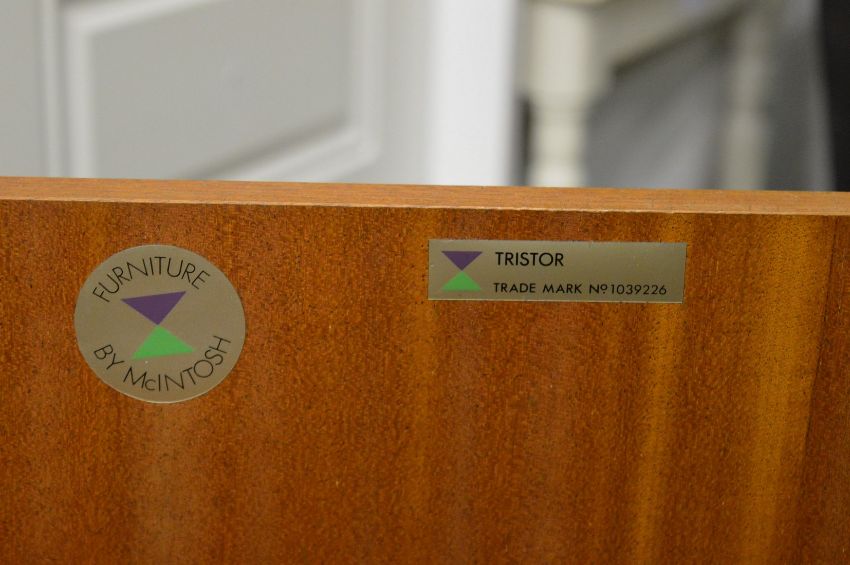 FURNITURE
BY McINTOSH
TRISTOR
TRADE MARK Nº1039226